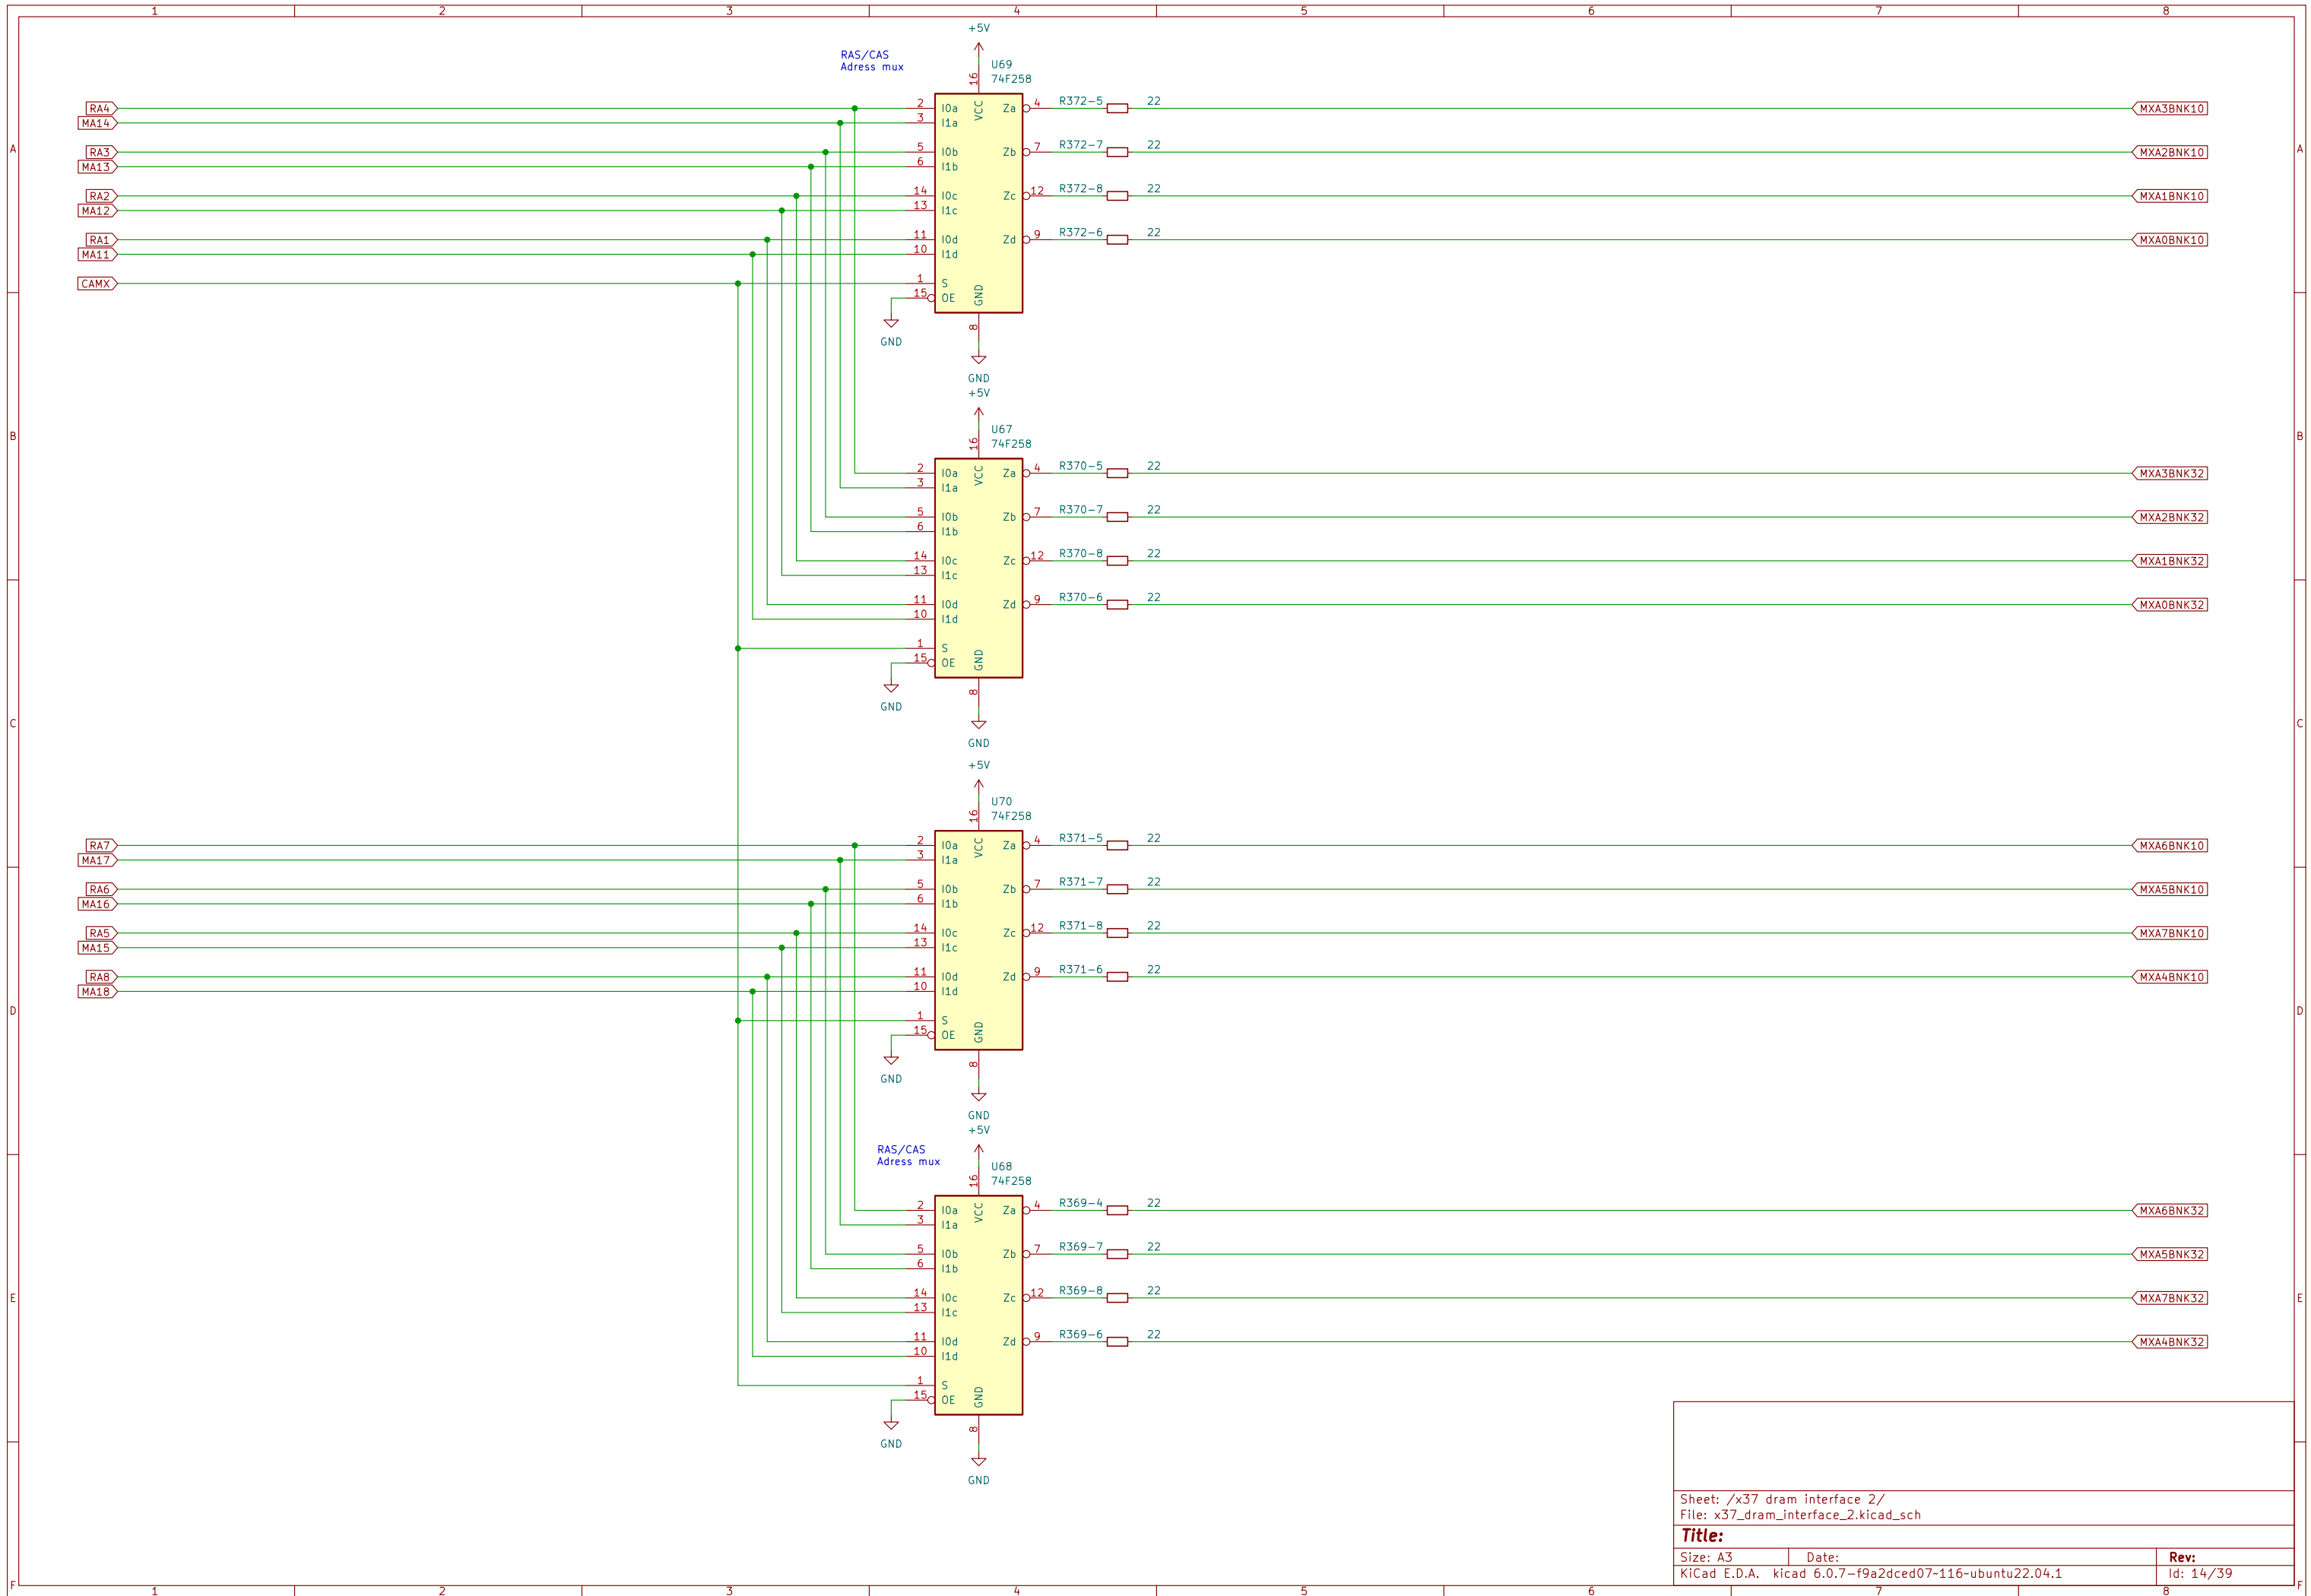 1 2 3 4 5 6 7 8
+5V
RAS/CAS
Adress mux
U69
74F258
16
VCC
RA4 2 I0a Za 4 R372-5 22 MXA3BNK10
MA14 3 I1a
A A
RA3 5 I0b Zb 7 R372-7 22 MXA2BNK10
MA13 6 I1b
RA2 14 I0c Zc 12 R372-8 22 MXA1BNK10
MA12 13 I1c
RA1 11 I0d Zd 9 R372-6 22 MXA0BNK10
MA11 10 I1d
CAMX 1 S
15 OE GND
8
GND
GND
+5V
U67
74F258
B B
16
VCC
2 I0a Za 4 R370-5 22 MXA3BNK32
3 I1a
5 I0b Zb 7 R370-7 22 MXA2BNK32
6 I1b
14 I0c Zc 12 R370-8 22 MXA1BNK32
13 I1c
11 I0d Zd 9 R370-6 22 MXA0BNK32
10 I1d
1 S
15 OE GND
8
GND
C C
GND
+5V
U70
74F258
16
VCC
RA7 2 I0a Za 4 R371-5 22 MXA6BNK10
MA17 3 I1a
RA6 5 I0b Zb 7 R371-7 22 MXA5BNK10
MA16 6 I1b
RA5 14 I0c Zc 12 R371-8 22 MXA7BNK10
MA15 13 I1c
RA8 11 I0d Zd 9 R371-6 22 MXA4BNK10
MA18 10 I1d
D D
1 S
15 OE GND
8
GND
GND
+5V
RAS/CAS
Adress mux
U68
74F258
16
VCC
2 I0a Za 4 R369-4 22 MXA6BNK32
3 I1a
5 I0b Zb 7 R369-7 22 MXA5BNK32
6 I1b
E E
14 I0c Zc 12 R369-8 22 MXA7BNK32
13 I1c
11 I0d Zd 9 R369-6 22 MXA4BNK32
10 I1d
1 S
15 OE GND
8
GND
GND
Sheet: /x37 dram interface 2/
File: x37_dram_interface_2.kicad_sch
Title:
Size: A3 Date: Rev:
KiCad E.D.A. kicad 6.0.7-f9a2dced07~116~ubuntu22.04.1 Id: 14/39
F F
1 2 3 4 5 6 7 8